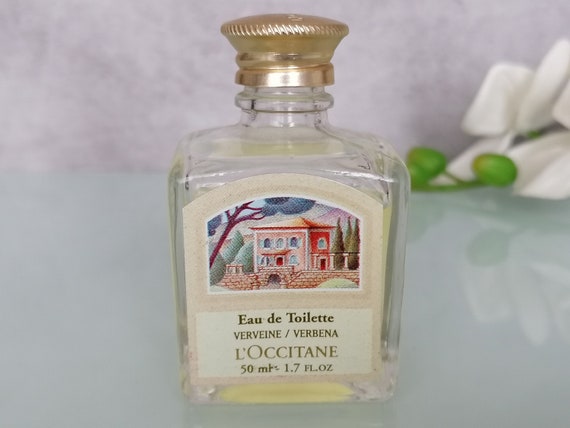 Eau de Toilette
VERVEINE / VERBENA
L'OCCITANE
50 ml℮ 1.7 FL.OZ